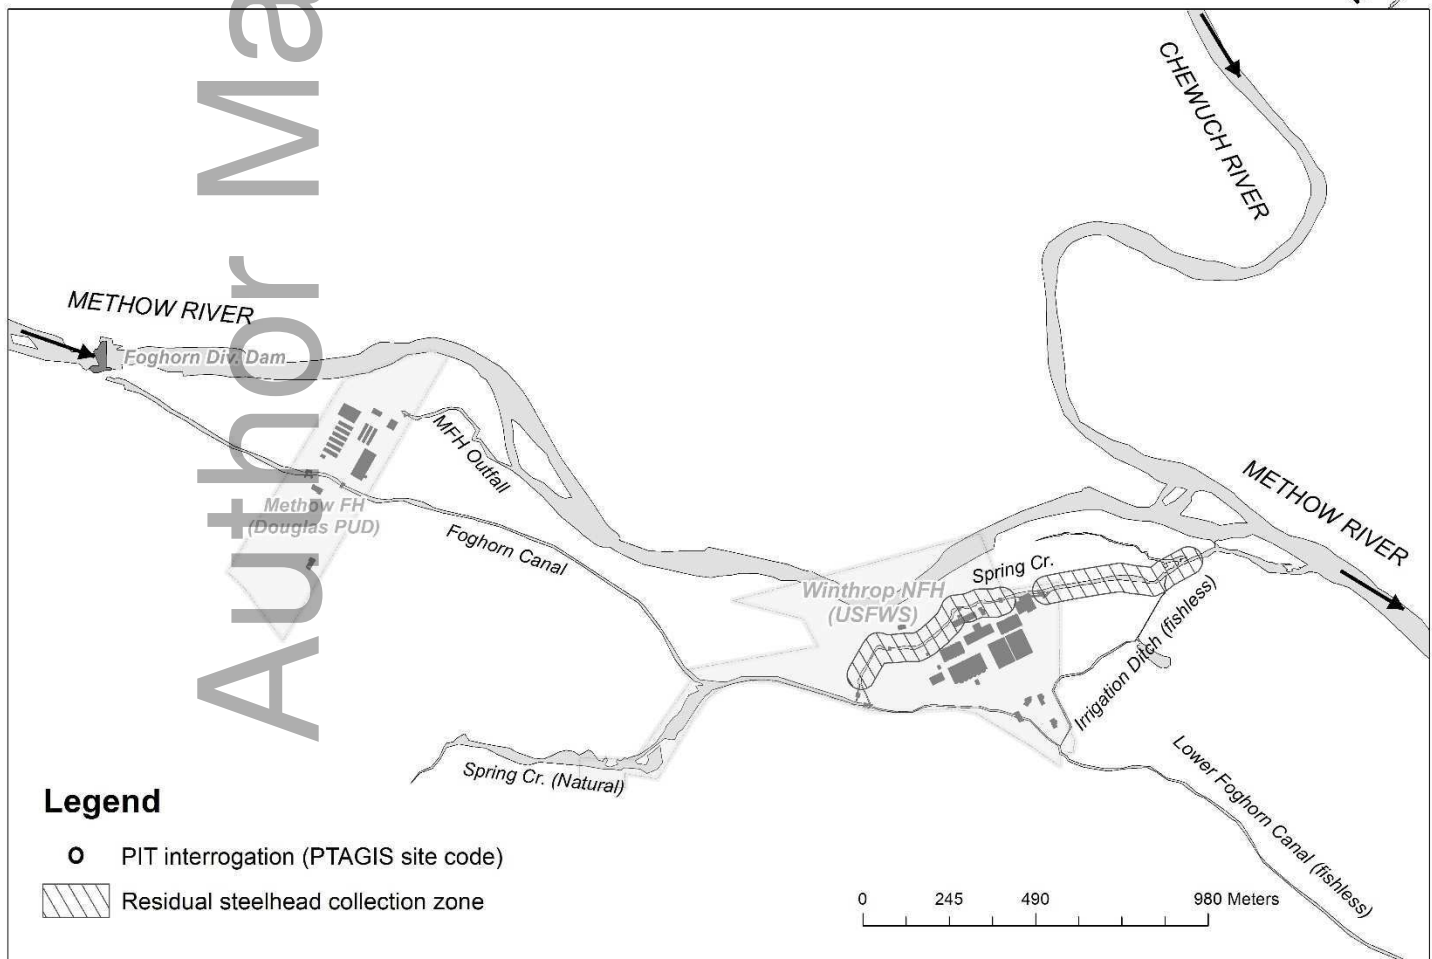 Author Ma
CHEWUCH RIVER
METHOW RIVER
Foghorn Div. Dam
MFH Outfall
Methow FH
(Douglas PUD)
Foghorn Canal
METHOW RIVER
Spring Cr.
Winthrop NFH
(USFWS)
Irrigation Ditch (fishless)
Spring Cr. (Natural)
Lower Foghorn Canal (fishless)
Legend
PIT interrogation (PTAGIS site code)
Residual steelhead collection zone
0 245 490 980 Meters